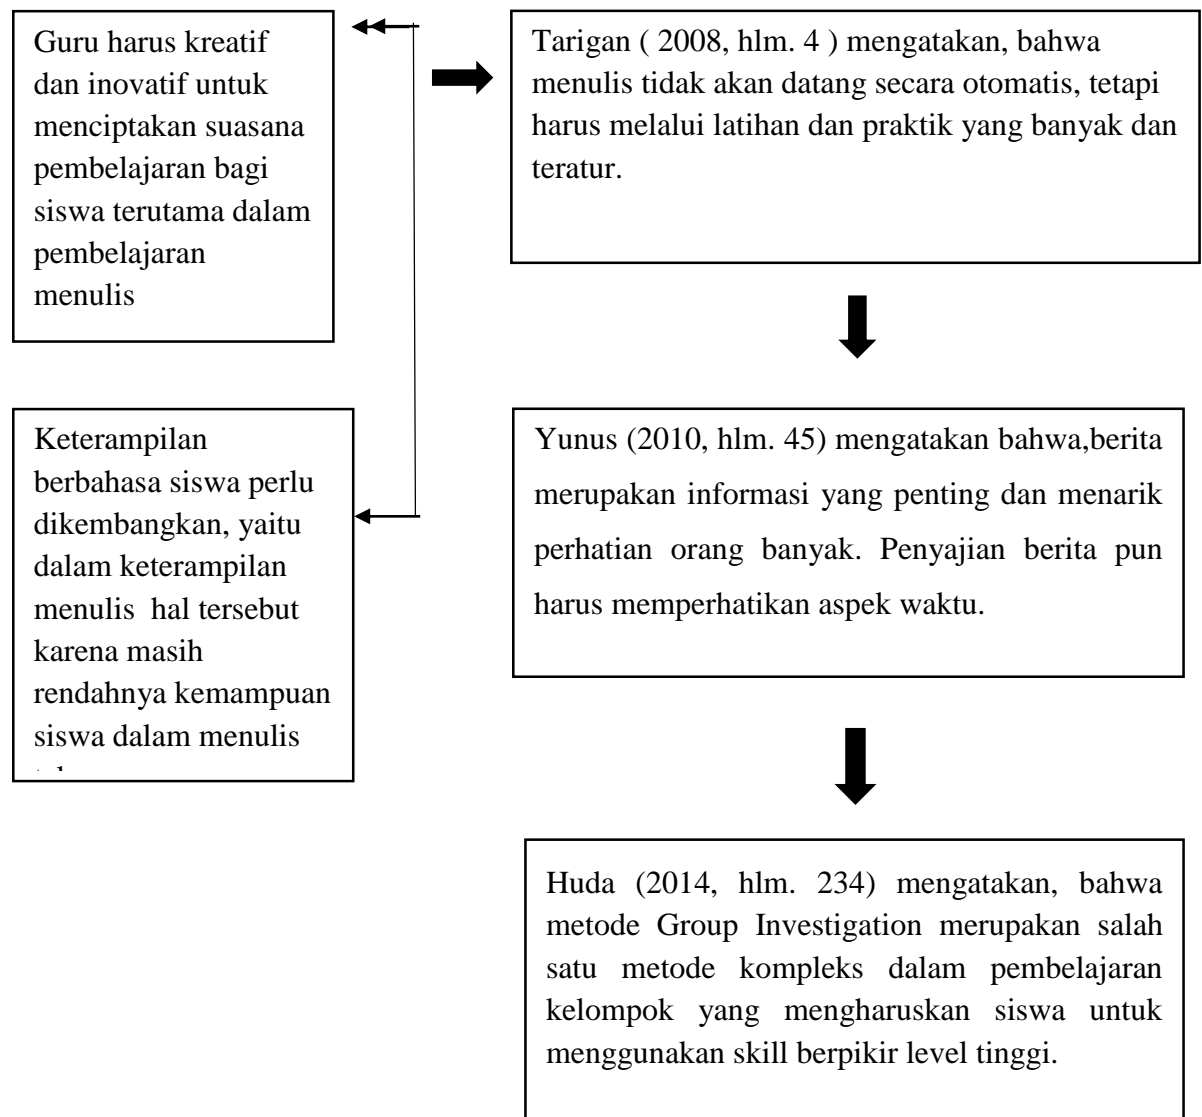 Guru harus kreatif
dan inovatif untuk
menciptakan suasana
pembelajaran bagi
siswa terutama dalam
pembelajaran
menulis
Tarigan ( 2008, hlm. 4 ) mengatakan, bahwa
menulis tidak akan datang secara otomatis, tetapi
harus melalui latihan dan praktik yang banyak dan
teratur.
Keterampilan
berbahasa siswa perlu
dikembangkan, yaitu
dalam keterampilan
menulis  hal tersebut
karena masih
rendahnya kemampuan
siswa dalam menulis
Yunus (2010, hlm. 45) mengatakan bahwa,berita
merupakan informasi yang penting dan menarik
perhatian orang banyak. Penyajian berita pun
harus memperhatikan aspek waktu.
Huda (2014, hlm. 234) mengatakan, bahwa
metode Group Investigation merupakan salah
satu metode kompleks dalam pembelajaran
kelompok yang mengharuskan siswa untuk
menggunakan skill berpikir level tinggi.